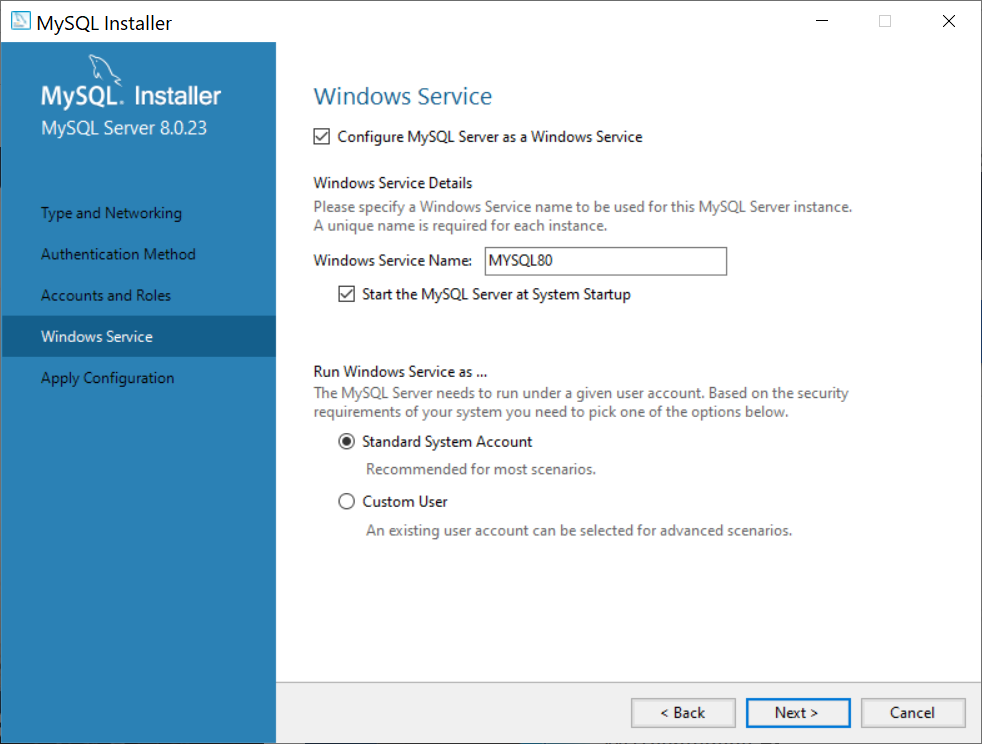 MySQL Installer
MySQL. Installer
MySQL Server 8.0.23
Type and Networking
Authentication Method
Accounts and Roles
Windows Service
Apply Configuration
Windows Service
Configure MySQL Server as a Windows Service
Windows Service Details
Please specify a Windows Service name to be used for this MySQL Server instance.
A unique name is required for each instance.
Windows Service Name: MYSQL80
Start the MySQL Server at System Startup
Run Windows Service as ...
The MySQL Server needs to run under a given user account. Based on the security
requirements of your system you need to pick one of the options below.
Standard System Account
Recommended for most scenarios.
Custom User
An existing user account can be selected for advanced scenarios.
< Back Next > Cancel